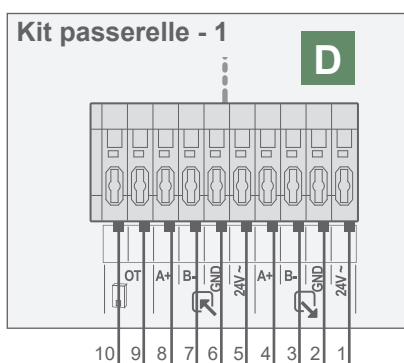 Kit passerelle - 1
D
OT A+ B- GND 24V ~ A+ B- GND 24V ~
10 9 8 7 6 5 4 3 2 1